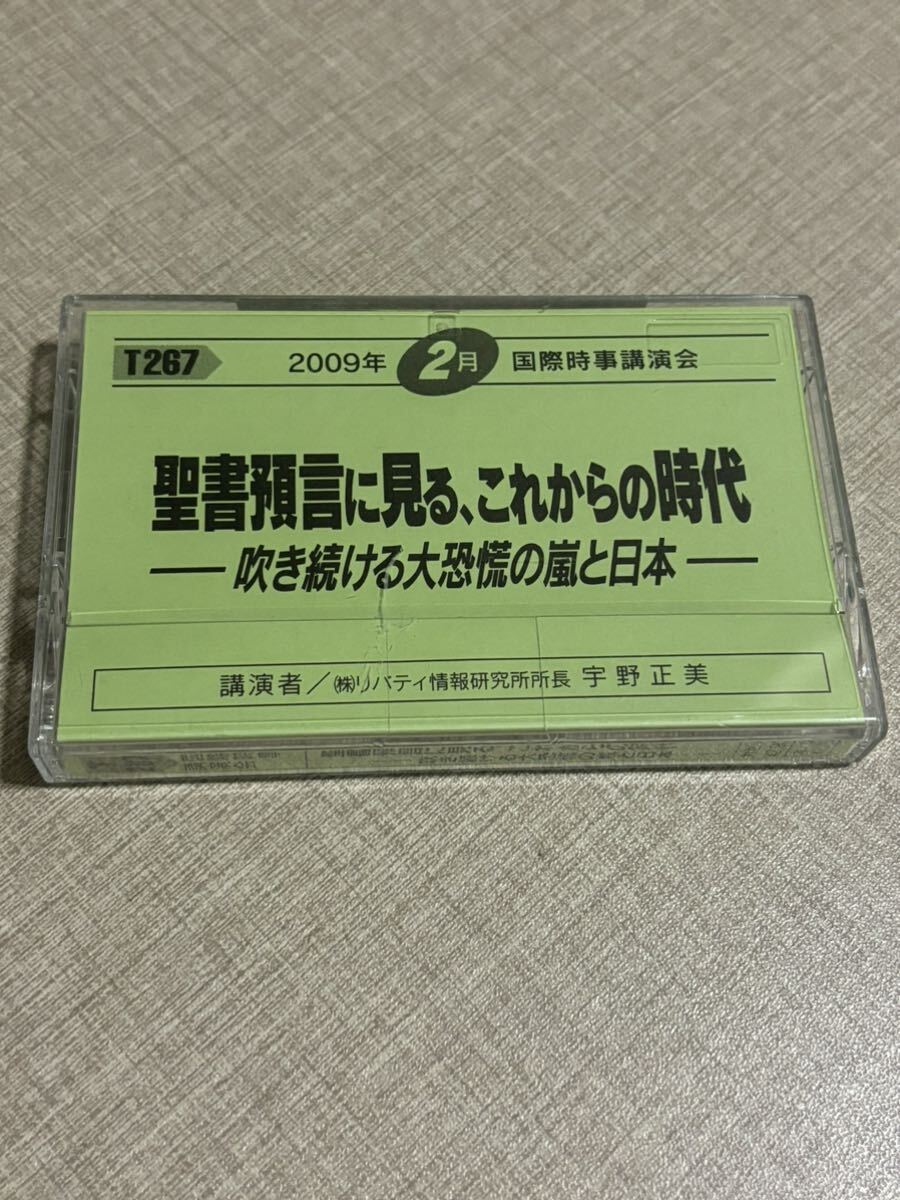 T267 2009年 2月 国際時事講演会
聖書預言に見る、これからの時代
― 吹き続ける大恐慌の嵐と日本 ―
講演者／㈱リバティ情報研究所所長 宇野正美